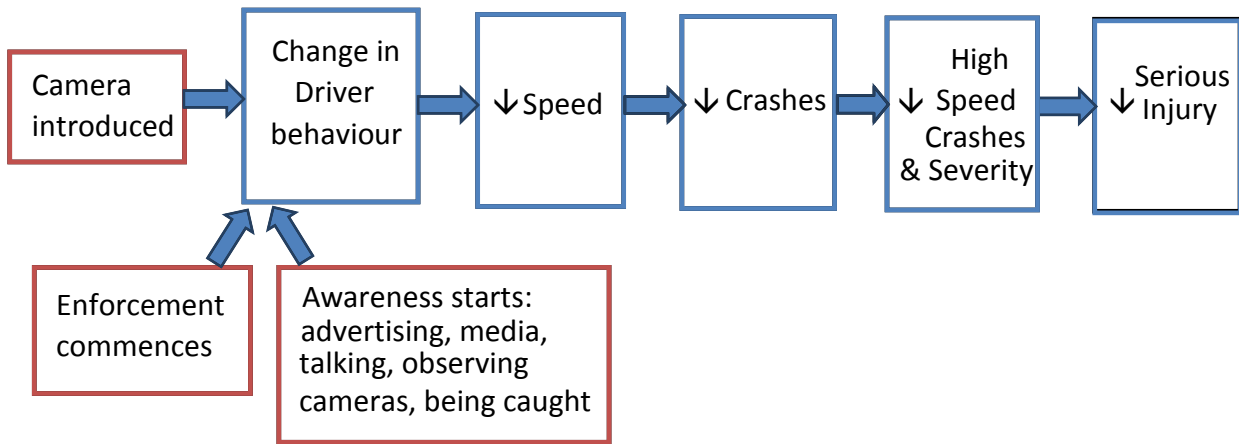 Camera
introduced
Change in
Driver
behaviour
↓ Speed
↓ Crashes
High
↓ Speed
Crashes
& Severity
Serious
↓ Injury
Enforcement
commences
Awareness starts:
advertising, media,
talking, observing
cameras, being caught